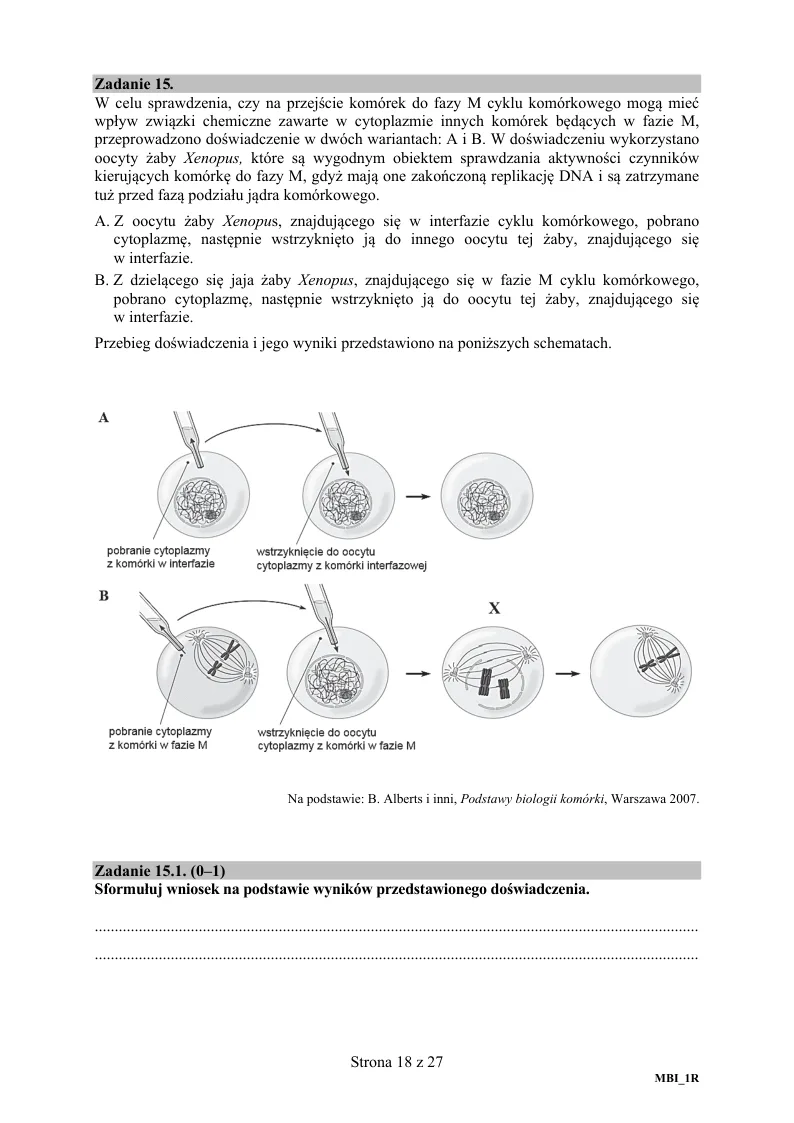 Zadanie 15.
W celu sprawdzenia, czy na przejście komórek do fazy M cyklu komórkowego mogą mieć
wpływ związki chemiczne zawarte w cytoplazmie innych komórek będących w fazie M,
przeprowadzono doświadczenie w dwóch wariantach: A i B. W doświadczeniu wykorzystano
oocyty żaby Xenopus, które są wygodnym obiektem sprawdzania aktywności czynników
kierujących komórkę do fazy M, gdyż mają one zakończoną replikację DNA i są zatrzymane
tuż przed fazą podziału jądra komórkowego.
A. Z oocytu żaby Xenopus, znajdującego się w interfazie cyklu komórkowego, pobrano
cytoplazmę, następnie wstrzyknięto ją do innego oocytu tej żaby, znajdującego się
w interfazie.
B. Z dzielącego się jaja żaby Xenopus, znajdującego się w fazie M cyklu komórkowego,
pobrano cytoplazmę, następnie wstrzyknięto ją do oocytu tej żaby, znajdującego się
w interfazie.
Przebieg doświadczenia i jego wyniki przedstawiono na poniższych schematach.
A
pobranie cytoplazmy
z komórki w interfazie
wstrzyknięcie do oocytu
cytoplazmy z komórki interfazowej
B
X
pobranie cytoplazmy
z komórki w fazie M
wstrzyknięcie do oocytu
cytoplazmy z komórki w fazie M
Na podstawie: B. Alberts i inni, Podstawy biologii komórki, Warszawa 2007.
Zadanie 15.1. (0–1)
Sformułuj wniosek na podstawie wyników przedstawionego doświadczenia.
Strona 18 z 27
MBI_1R